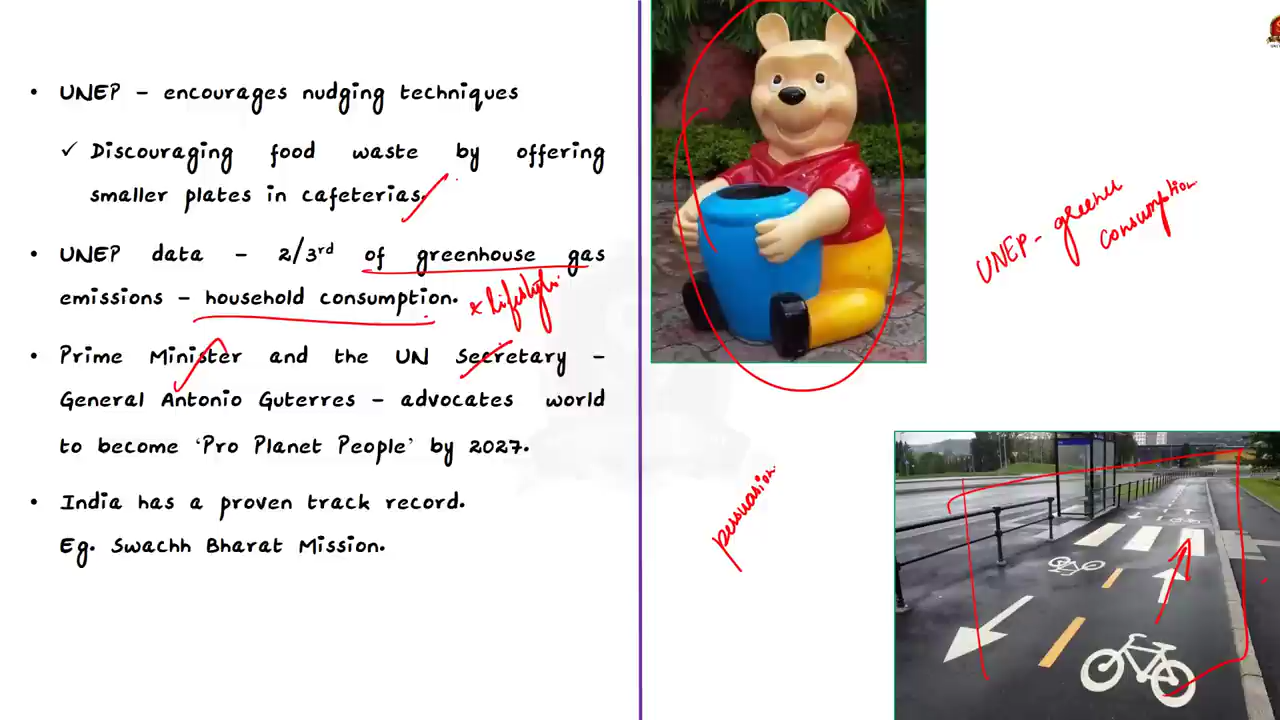 • UNEP – encourages nudging techniques
✓ Discouraging food waste by offering
smaller plates in cafeterias.
• UNEP data – 2/3rd of greenhouse gas
emissions – household consumption.
& lifestyle.
• Prime Minister and the UN Secretary –
General Antonio Guterres – advocates world
to become ‘Pro Planet People’ by 2027.
• India has a proven track record.
Eg. Swachh Bharat Mission.
UNEP - greener
consumption
persuasion